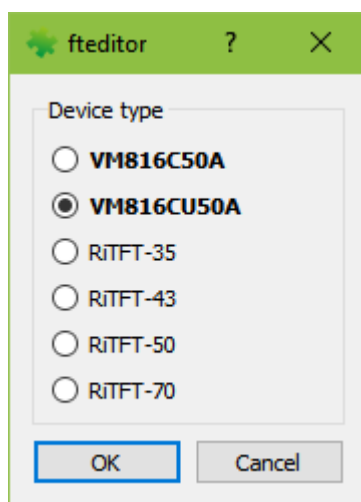 fteditor ?
Device type
VM816C50A
VM816CU50A
RiTFT-35
RiTFT-43
RiTFT-50
RiTFT-70
OK Cancel